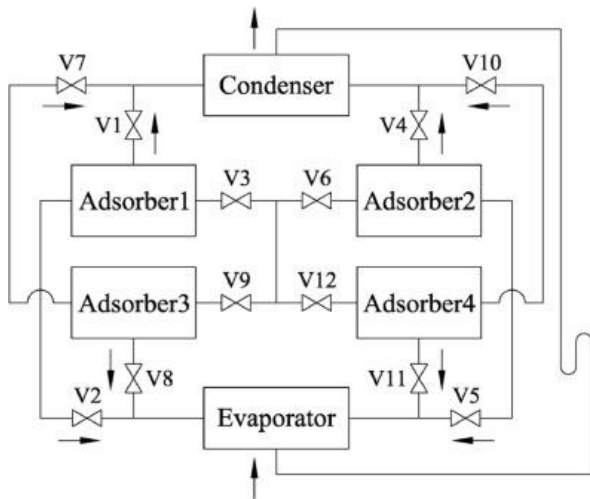 V7
Condenser
V10
V1
V4
Adsorber1
V3
V6
Adsorber2
Adsorber3
V9
V12
Adsorber4
V8
V11
V2
Evaporator
V5